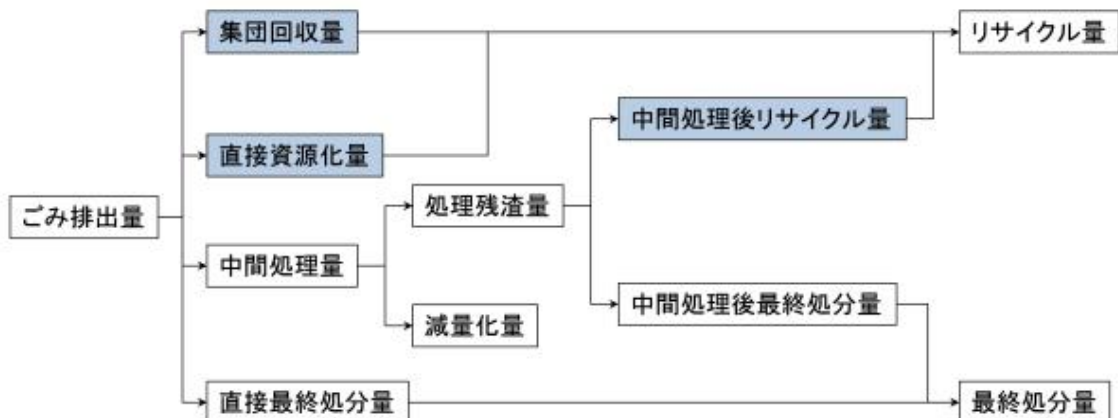 集団回収量
リサイクル量
中間処理後リサイクル量
直接資源化量
処理残渣量
ごみ排出量
中間処理量
中間処理後最終処分量
減量化量
直接最終処分量
最終処分量